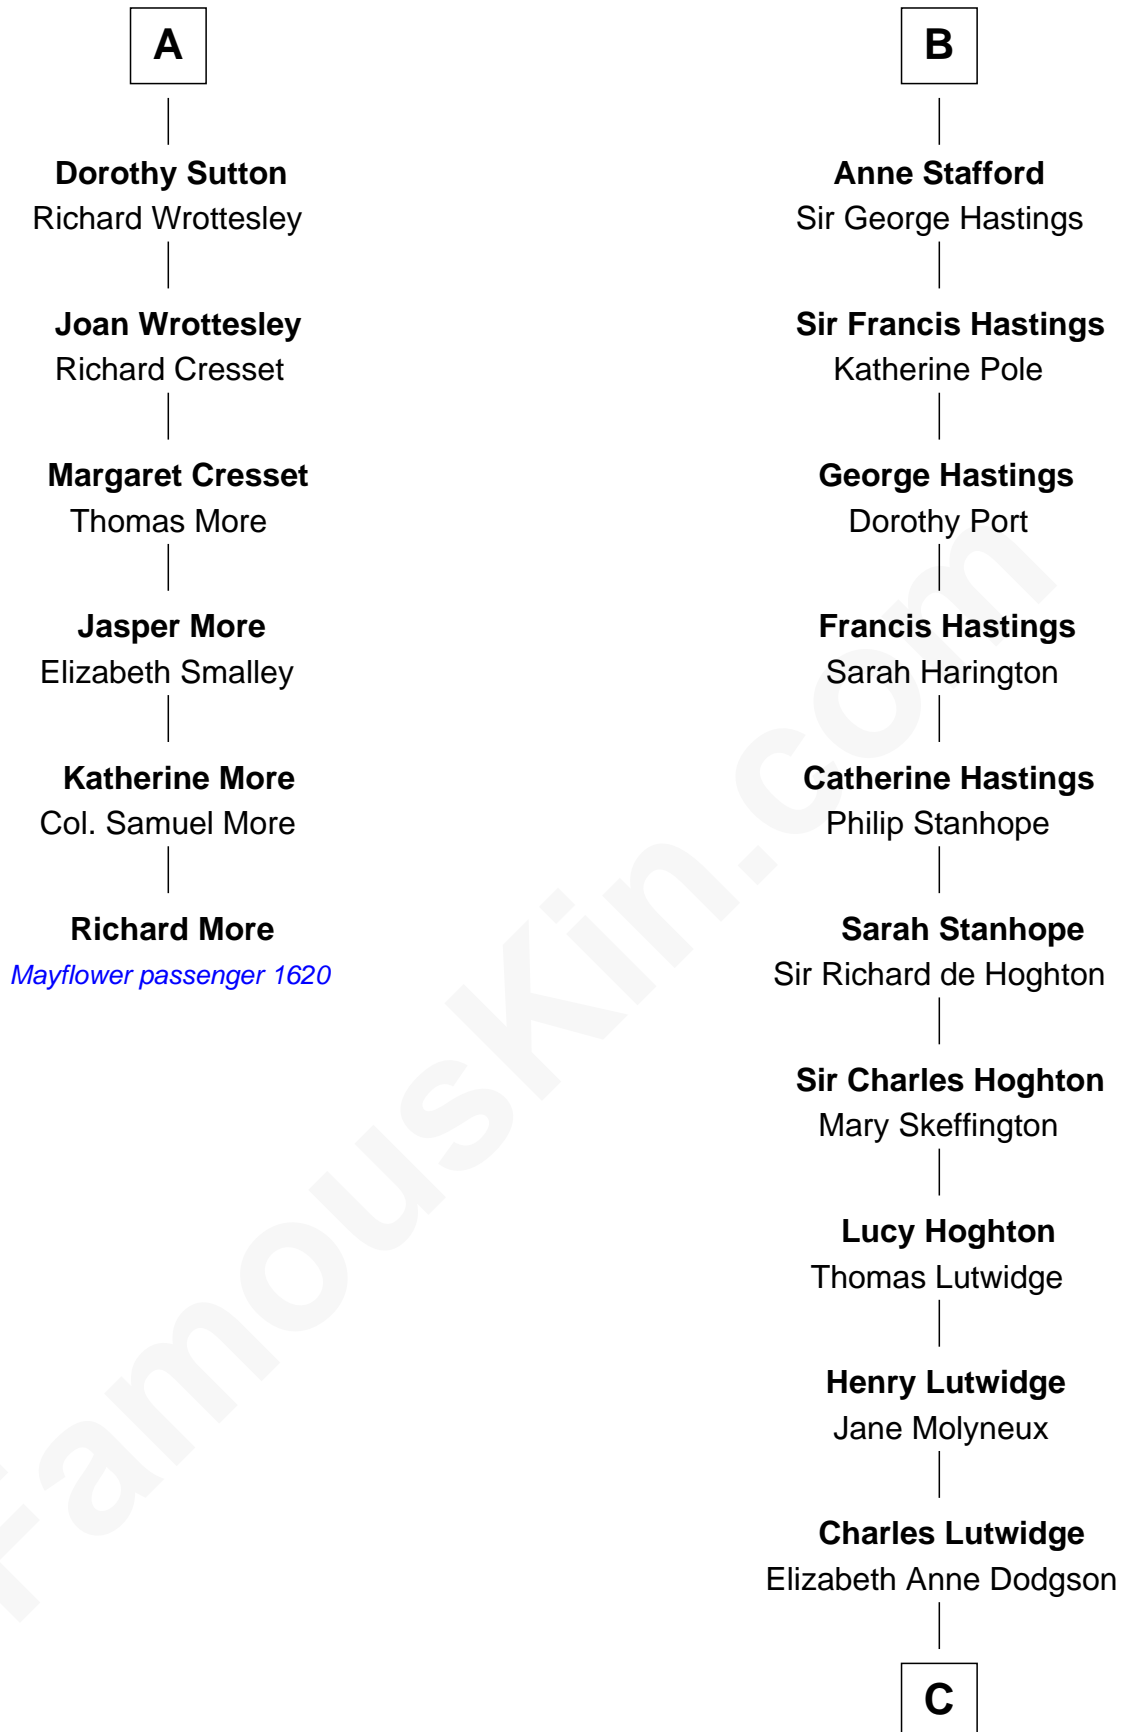 A
Dorothy Sutton
Richard Wrottesley
Joan Wrottesley
Richard Cresset
Margaret Cresset
Thomas More
Jasper More
Elizabeth Smalley
Katherine More
Col. Samuel More
Richard More
Mayflower passenger 1620
B
Anne Stafford
Sir George Hastings
Sir Francis Hastings
Katherine Pole
George Hastings
Dorothy Port
Francis Hastings
Sarah Harington
Catherine Hastings
Philip Stanhope
Sarah Stanhope
Sir Richard de Hoghton
Sir Charles Hoghton
Mary Skeffington
Lucy Hoghton
Thomas Lutwidge
Henry Lutwidge
Jane Molyneux
Charles Lutwidge
Elizabeth Anne Dodgson
C
FamousKin.com